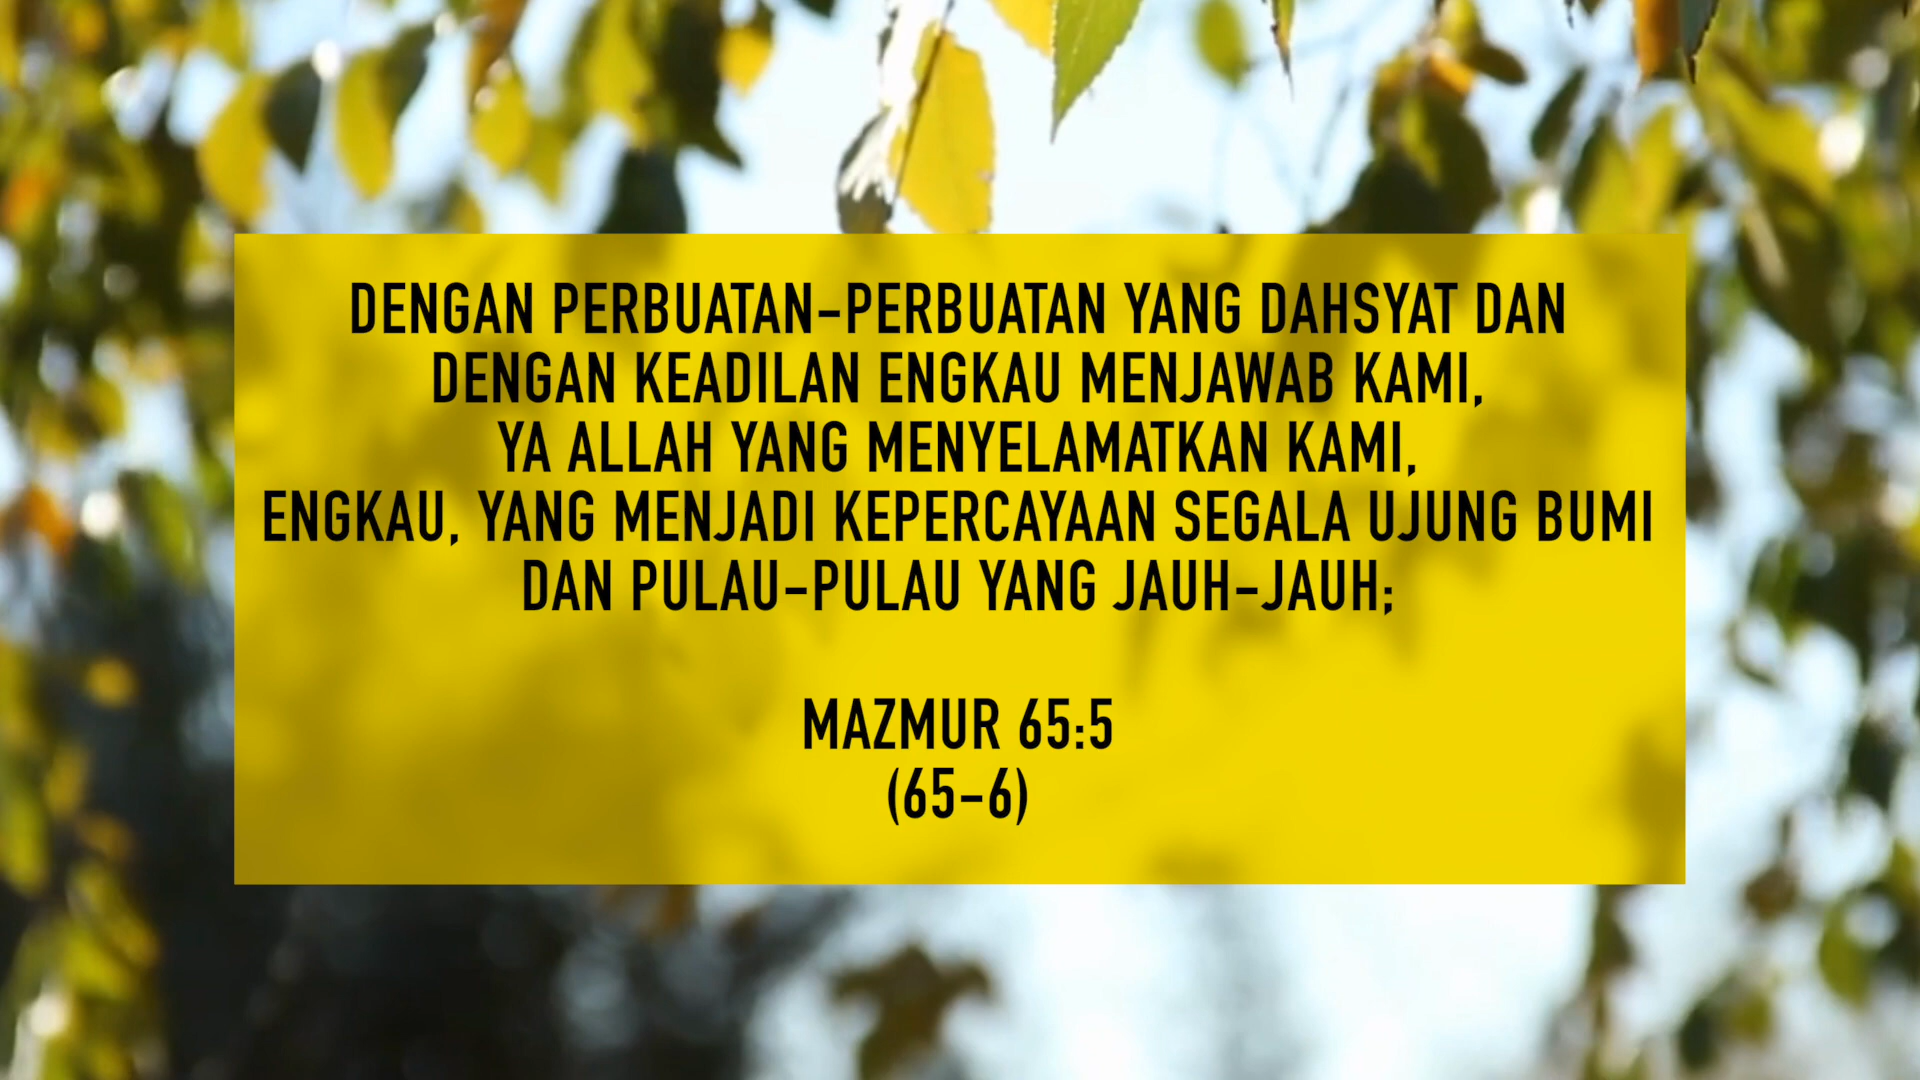 DENGAN PERBUATAN-PERBUATAN YANG DAHSYAT DAN
DENGAN KEADILAN ENGKAU MENJAWAB KAMI,
YA ALLAH YANG MENYELAMATKAN KAMI,
ENGKAU, YANG MENJADI KEPERCAYAAN SEGALA UJUNG BUMI
DAN PULAU-PULAU YANG JAUH-JAUH;
MAZMUR 65:5
(65-6)